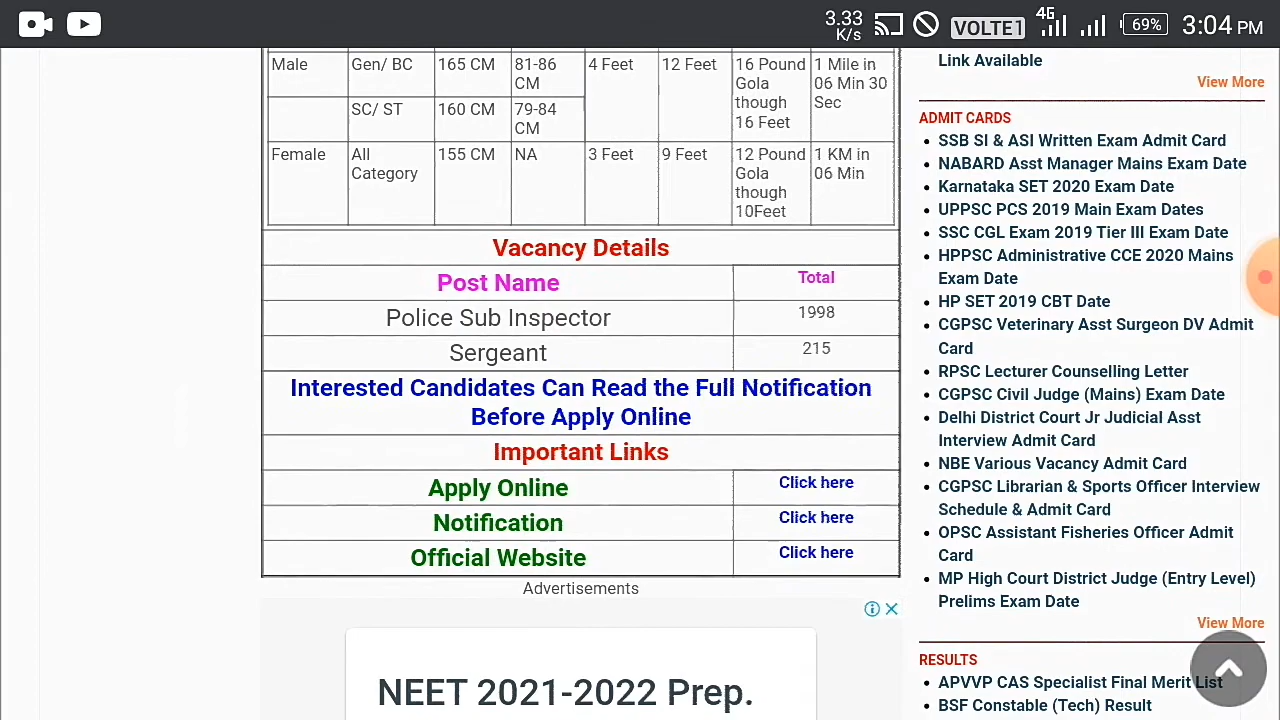 3.33
K/s
VOLTE1
4G
69%
3:04 PM
Male Gen/ BC 165 CM 81-86 4 Feet 12 Feet 16 Pound 1 Mile in
CM Gola 06 Min 30
though Sec
SC/ ST 160 CM 79-84 16 Feet
CM
Female All 155 CM NA 3 Feet 9 Feet 12 Pound 1 KM in
Category Gola 06 Min
though
10Feet
Vacancy Details
Post Name Total
Police Sub Inspector 1998
Sergeant 215
Interested Candidates Can Read the Full Notification
Before Apply Online
Important Links
Apply Online Click here
Notification Click here
Official Website Click here
Advertisements
NEET 2021-2022 Prep.
Link Available
View More
ADMIT CARDS
SSB SI & ASI Written Exam Admit Card
NABARD Asst Manager Mains Exam Date
Karnataka SET 2020 Exam Date
UPPSC PCS 2019 Main Exam Dates
SSC CGL Exam 2019 Tier III Exam Date
HPPSC Administrative CCE 2020 Mains
Exam Date
HP SET 2019 CBT Date
CGPSC Veterinary Asst Surgeon DV Admit
Card
RPSC Lecturer Counselling Letter
CGPSC Civil Judge (Mains) Exam Date
Delhi District Court Jr Judicial Asst
Interview Admit Card
NBE Various Vacancy Admit Card
CGPSC Librarian & Sports Officer Interview
Schedule & Admit Card
OPSC Assistant Fisheries Officer Admit
Card
MP High Court District Judge (Entry Level)
Prelims Exam Date
View More
RESULTS
APVVP CAS Specialist Final Merit List
BSF Constable (Tech) Result